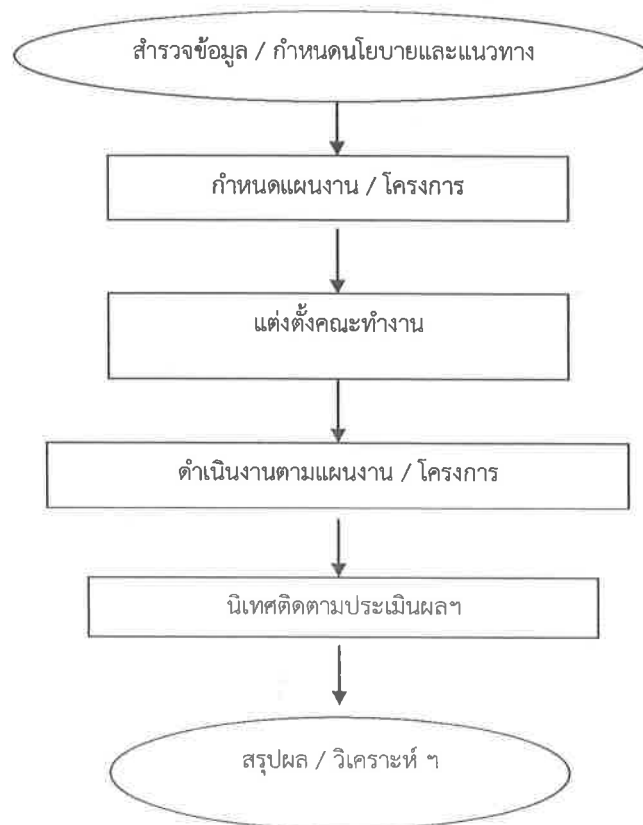 สำรวจข้อมูล / กำหนดนโยบายและแนวทาง
กำหนดแผนงาน / โครงการ
แต่งตั้งคณะทำงาน
ดำเนินงานตามแผนงาน / โครงการ
นิเทศติดตามประเมินผลฯ
สรุปผล / วิเคราะห์ ฯ